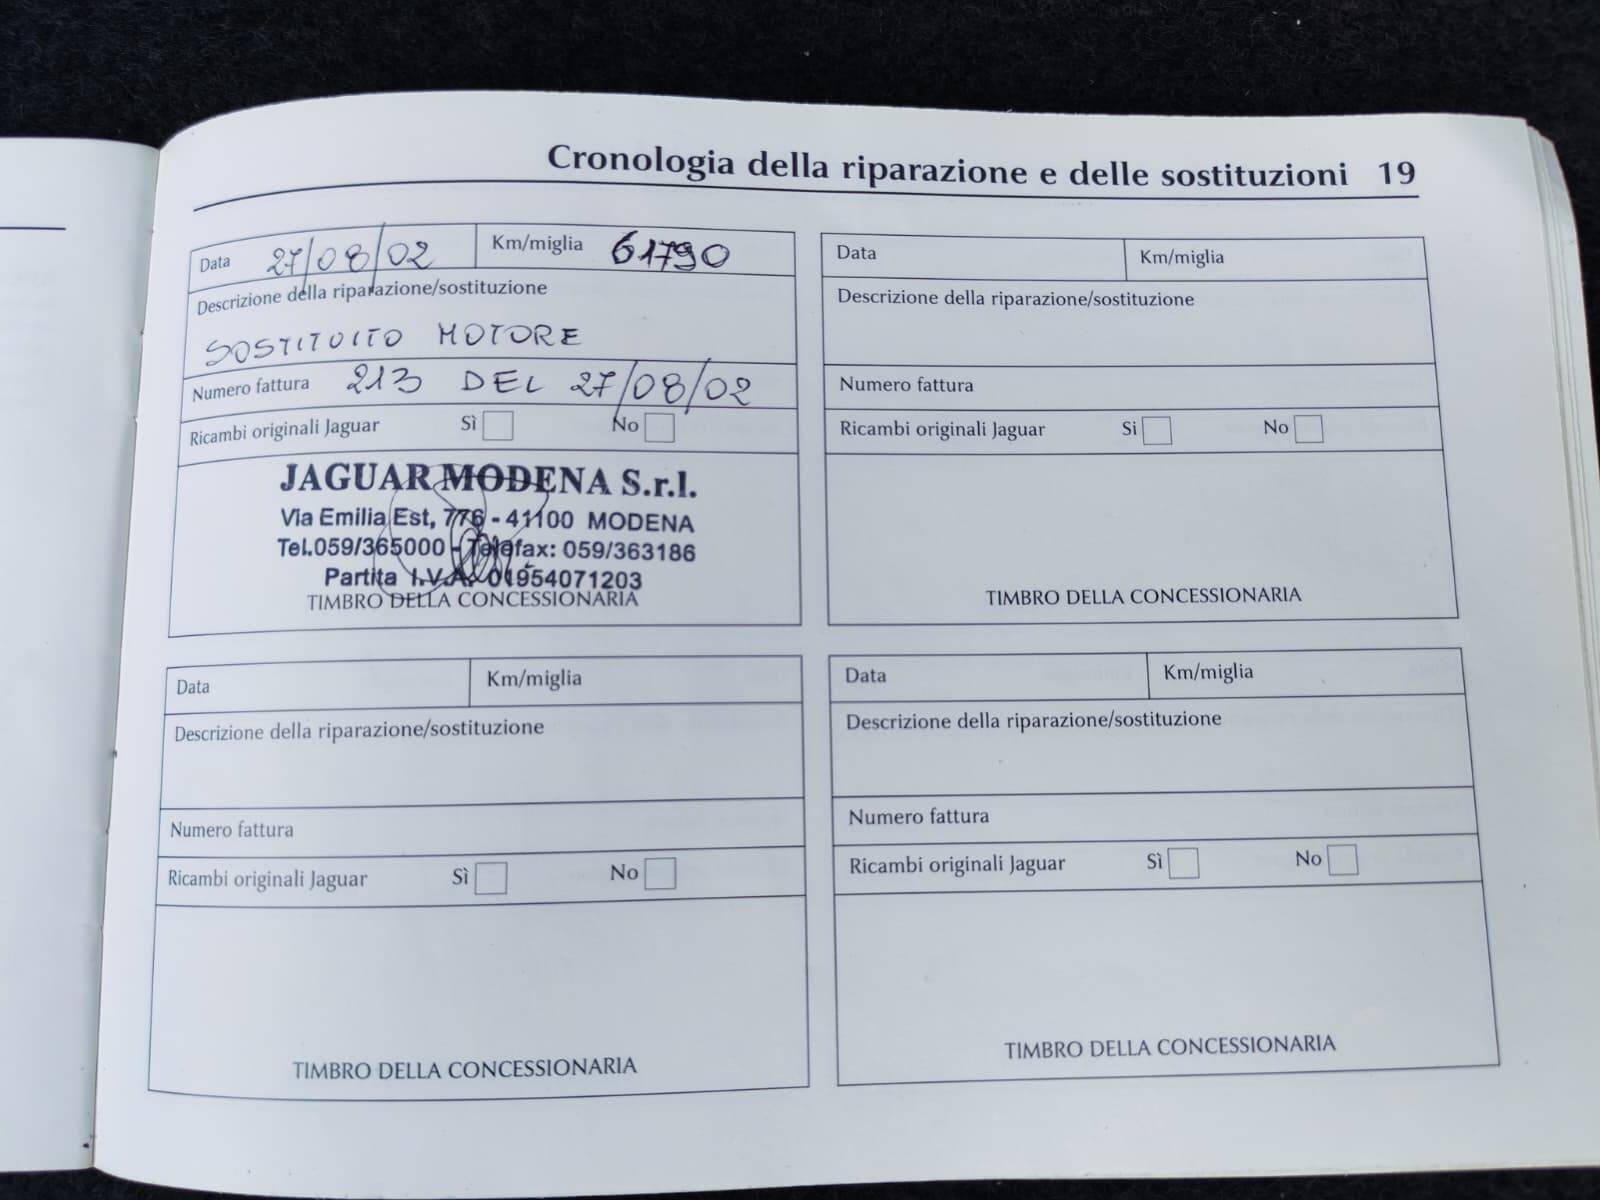 Cronologia della riparazione e delle sostituzioni 19
Data 27/08/02 Km/miglia 61790
Descrizione della riparazione/sostituzione
SOSTITUITO MOTORE
Numero fattura 213 DEL 27/08/02
Ricambi originali Jaguar Sì No
JAGUAR MODENA S.r.l.
Via Emilia Est, 776 - 41100 MODENA
Tel.059/365000 - Telefax: 059/363186
Partita I.V.A. 01954071203
TIMBRO DELLA CONCESSIONARIA
Data Km/miglia
Descrizione della riparazione/sostituzione
Numero fattura
Ricambi originali Jaguar Si No
TIMBRO DELLA CONCESSIONARIA
Data Km/miglia
Descrizione della riparazione/sostituzione
Numero fattura
Ricambi originali Jaguar Sì No
TIMBRO DELLA CONCESSIONARIA
Data Km/miglia
Descrizione della riparazione/sostituzione
Numero fattura
Ricambi originali Jaguar Sì No
TIMBRO DELLA CONCESSIONARIA